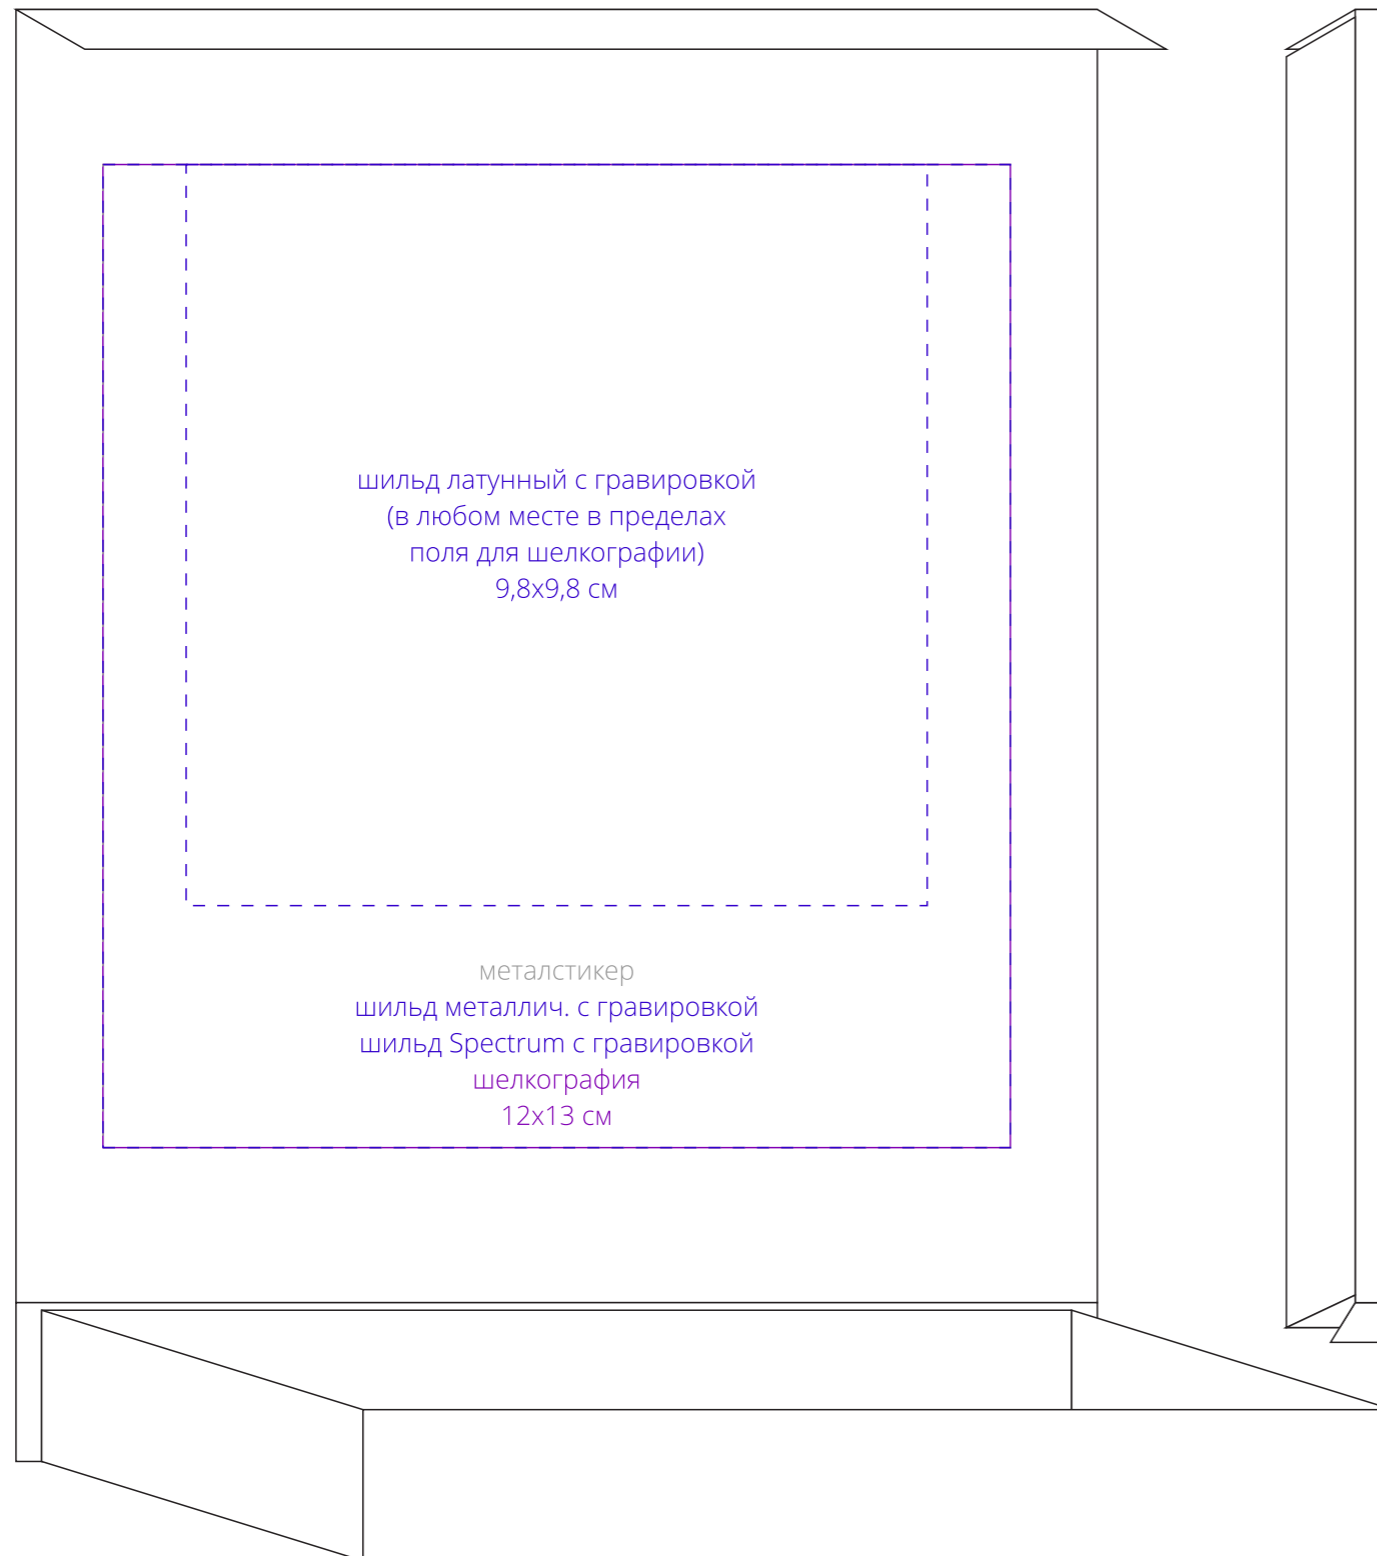 шильд латунный с гравировкой
(в любом месте в пределах
поля для шелкографии)
9,8х9,8 см
металстикер
шильд металлич. с гравировкой
шильд Spectrum с гравировкой
шелкография
12х13 см